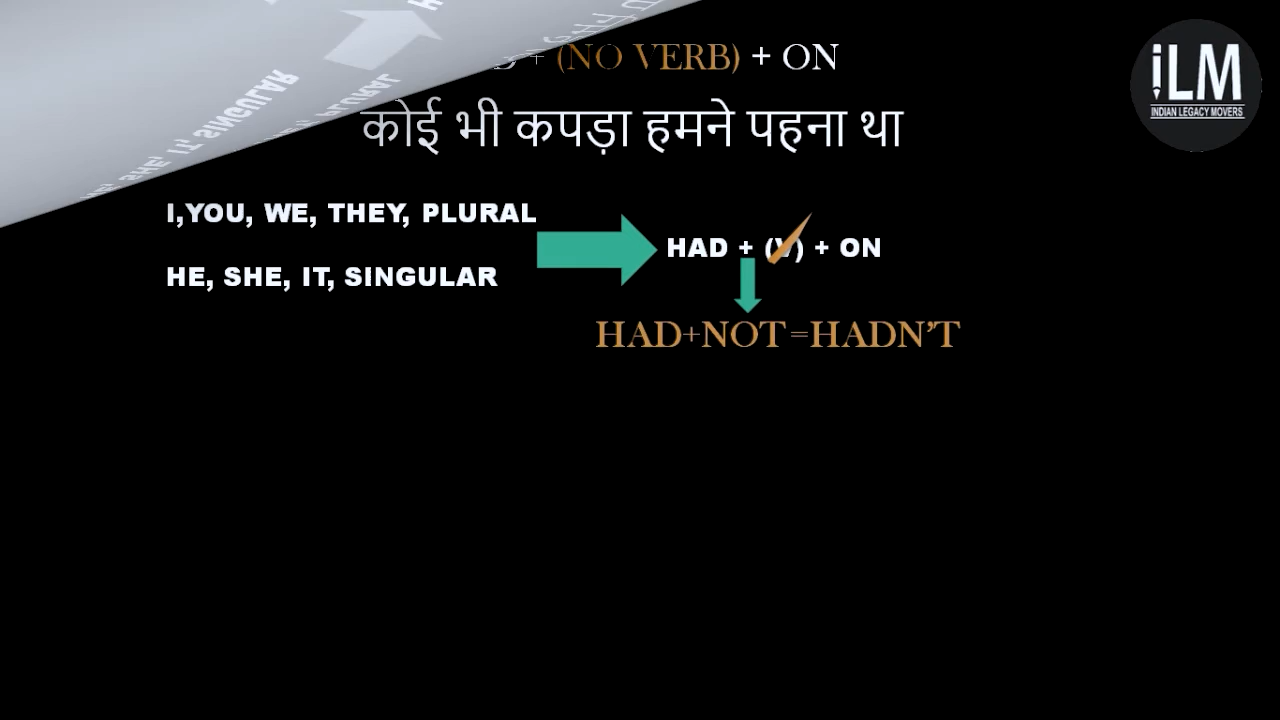 + (NO VERB) + ON
iLM
INDIAN LEGACY MOVERS
कोई भी कपड़ा हमने पहना था
I,YOU, WE, THEY, PLURAL
HAD + (V) + ON
HE, SHE, IT, SINGULAR
HAD+NOT=HADN’T